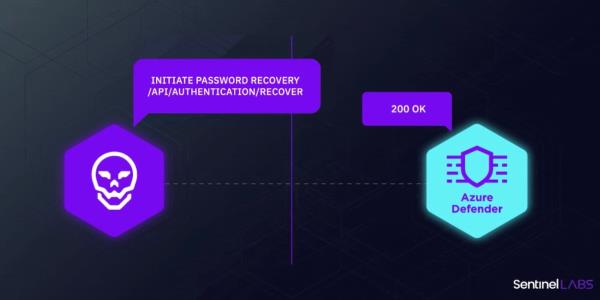 INITIATE PASSWORD RECOVERY
/API/AUTHENTICATION/RECOVER
200 OK
Azure
Defender
SentinelLABS